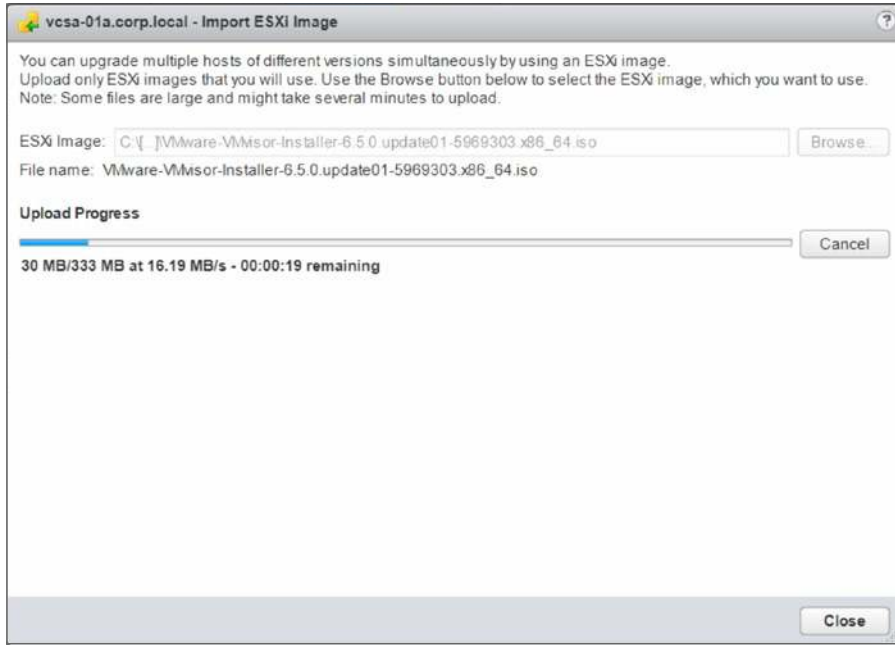 vcsa-01a.corp.local - Import ESXi Image
?
You can upgrade multiple hosts of different versions simultaneously by using an ESXi image.
Upload only ESXi images that you will use. Use the Browse button below to select the ESXi image, which you want to use.
Note: Some files are large and might take several minutes to upload.
ESXi Image: C:\[...]\VMware-VMvisor-Installer-6.5.0.update01-5969303.x86_64.iso Browse...
File name: VMware-VMvisor-Installer-6.5.0.update01-5969303.x86_64.iso
Upload Progress
Cancel
30 MB/333 MB at 16.19 MB/s - 00:00:19 remaining
Close